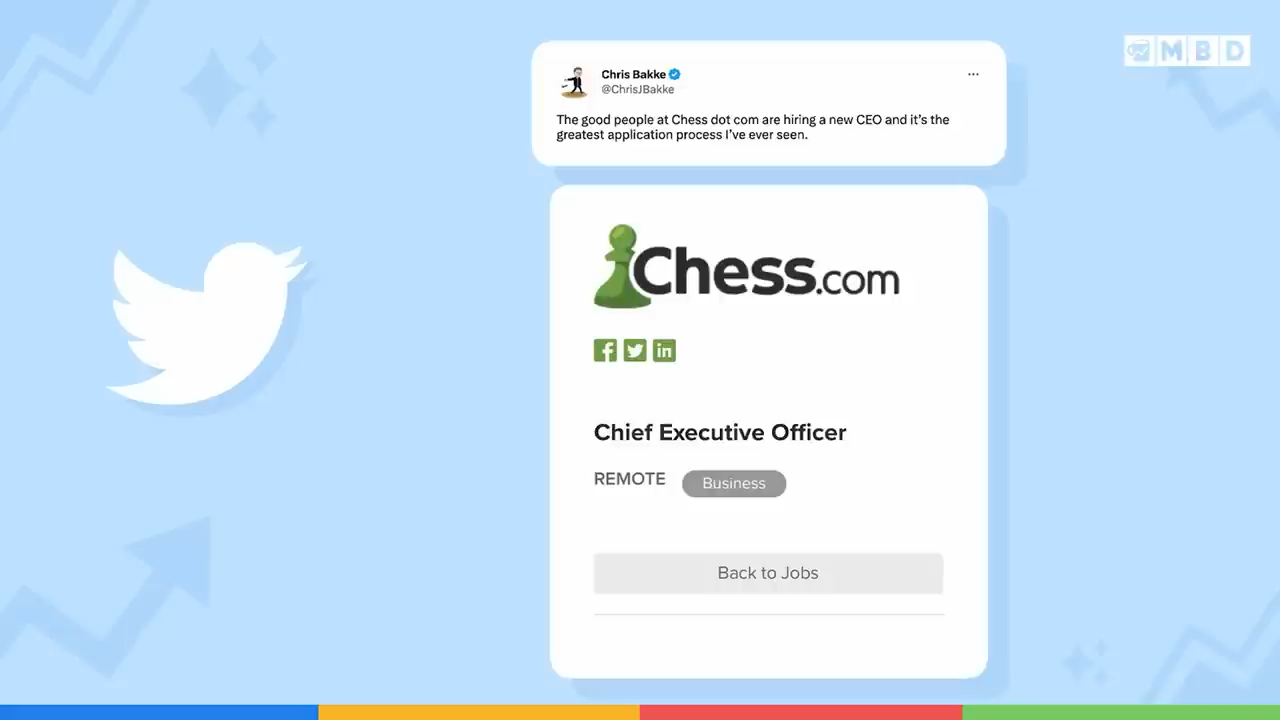 MBD
Chris Bakke
@ChrisJBakke
The good people at Chess dot com are hiring a new CEO and it's the
greatest application process I've ever seen.
Chess.com
Chief Executive Officer
REMOTE Business
Back to Jobs